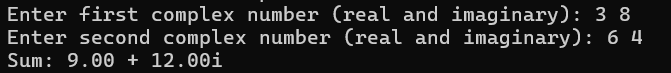 Enter first complex number (real and imaginary): 3 8
Enter second complex number (real and imaginary): 6 4
Sum: 9.00 + 12.00i